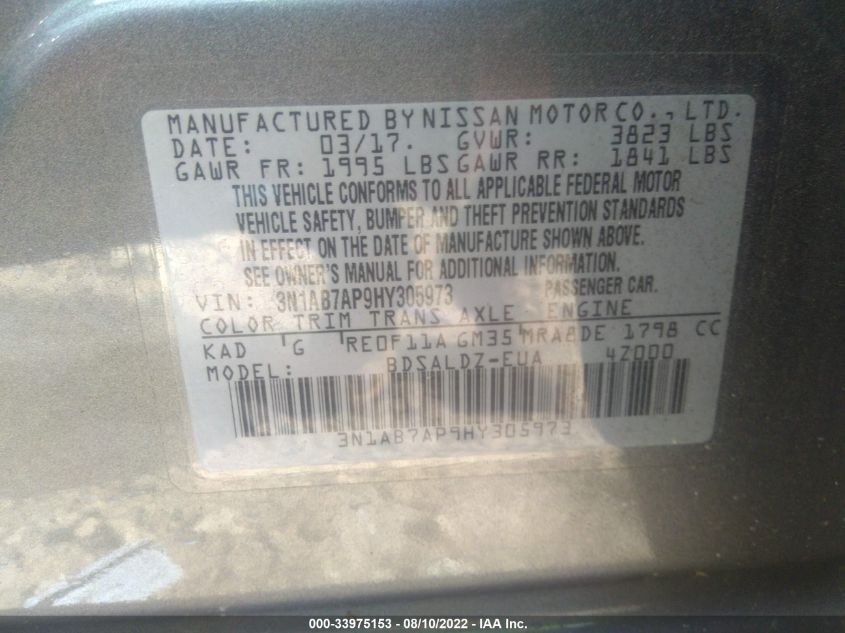 MANUFACTURED BY NISSAN MOTOR CO., LTD.
DATE: 03/17. GVWR: 3823 LBS
GAWR FR: 1995 LBS GAWR RR: 1841 LBS
THIS VEHICLE CONFORMS TO ALL APPLICABLE FEDERAL MOTOR
VEHICLE SAFETY, BUMPER AND THEFT PREVENTION STANDARDS
IN EFFECT ON THE DATE OF MANUFACTURE SHOWN ABOVE.
SEE OWNER'S MANUAL FOR ADDITIONAL INFORMATION.
VIN: 3N1AB7AP9HY305973 PASSENGER CAR.
COLOR TRIM TRANS AXLE ENGINE
KAD G RE0F11A GM35 MRA8DE 1798 CC
MODEL: BDSALDZ-EUA 4Z000
3N1AB7AP9HY305973
000-33975153 - 08/10/2022 - IAA Inc.